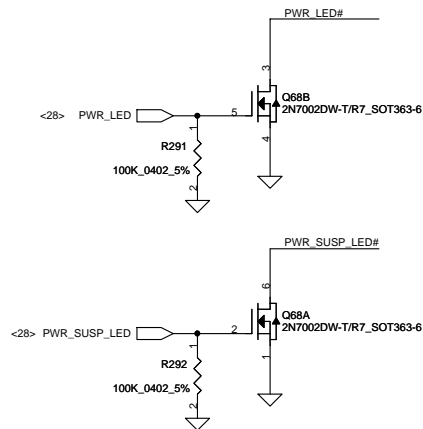 PWR_LED#
3
Q68B
2N7002DW-T/R7_SOT363-6
<28> PWR_LED
5
1
4
R291
100K_0402_5%
2
PWR_SUSP_LED#
6
Q68A
2N7002DW-T/R7_SOT363-6
<28> PWR_SUSP_LED
2
1
1
R292
100K_0402_5%
2